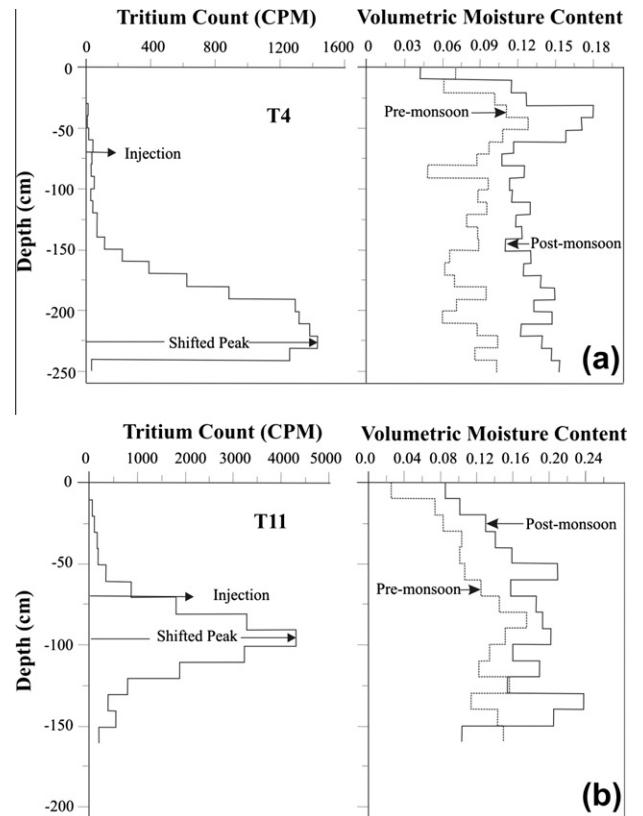 Tritium Count (CPM)
Volumetric Moisture Content
0 400 800 1200 1600
0.03 0.06 0.09 0.12 0.15 0.18
0
-50
-100
-150
-200
-250
Depth (cm)
T4
Injection
Shifted Peak
Pre-monsoon
Post-monsoon
(a)
Tritium Count (CPM)
Volumetric Moisture Content
0 1000 2000 3000 4000 5000
0.0 0.04 0.08 0.12 0.16 0.20 0.24
0
-50
-100
-150
-200
Depth (cm)
T11
Injection
Shifted Peak
Post-monsoon
Pre-monsoon
(b)